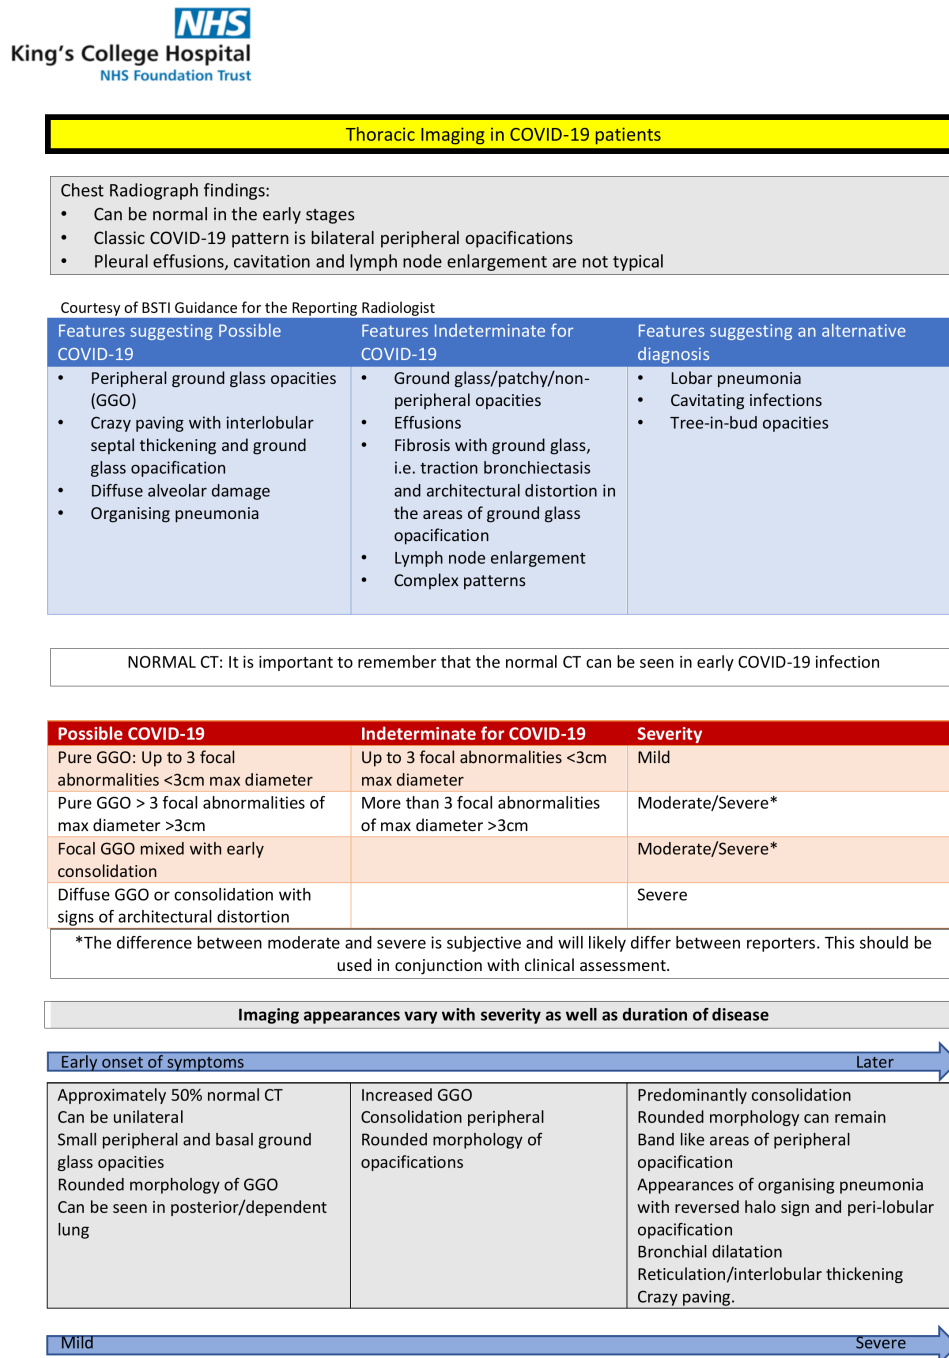 NHS
King's College Hospital
NHS Foundation Trust
Thoracic Imaging in COVID-19 patients
Chest Radiograph findings:
• Can be normal in the early stages
• Classic COVID-19 pattern is bilateral peripheral opacifications
• Pleural effusions, cavitation and lymph node enlargement are not typical
Courtesy of BSTI Guidance for the Reporting Radiologist
Features suggesting Possible
COVID-19
• Peripheral ground glass opacities
(GGO)
• Crazy paving with interlobular
septal thickening and ground
glass opacification
• Diffuse alveolar damage
• Organising pneumonia
Features Indeterminate for
COVID-19
• Ground glass/patchy/non-
peripheral opacities
• Effusions
• Fibrosis with ground glass,
i.e. traction bronchiectasis
and architectural distortion in
the areas of ground glass
opacification
• Lymph node enlargement
• Complex patterns
Features suggesting an alternative
diagnosis
• Lobar pneumonia
• Cavitating infections
• Tree-in-bud opacities
NORMAL CT: It is important to remember that the normal CT can be seen in early COVID-19 infection
Possible COVID-19
Indeterminate for COVID-19
Severity
Pure GGO: Up to 3 focal
abnormalities <3cm max diameter
Up to 3 focal abnormalities <3cm
max diameter
Mild
Pure GGO > 3 focal abnormalities of
max diameter >3cm
More than 3 focal abnormalities
of max diameter >3cm
Moderate/Severe*
Focal GGO mixed with early
consolidation
Moderate/Severe*
Diffuse GGO or consolidation with
signs of architectural distortion
Severe
*The difference between moderate and severe is subjective and will likely differ between reporters. This should be
used in conjunction with clinical assessment.
Imaging appearances vary with severity as well as duration of disease
Early onset of symptoms
Later
Approximately 50% normal CT
Can be unilateral
Small peripheral and basal ground
glass opacities
Rounded morphology of GGO
Can be seen in posterior/dependent
lung
Increased GGO
Consolidation peripheral
Rounded morphology of
opacifications
Predominantly consolidation
Rounded morphology can remain
Band like areas of peripheral
opacification
Appearances of organising pneumonia
with reversed halo sign and peri-lobular
opacification
Bronchial dilatation
Reticulation/interlobular thickening
Crazy paving.
Mild
Severe